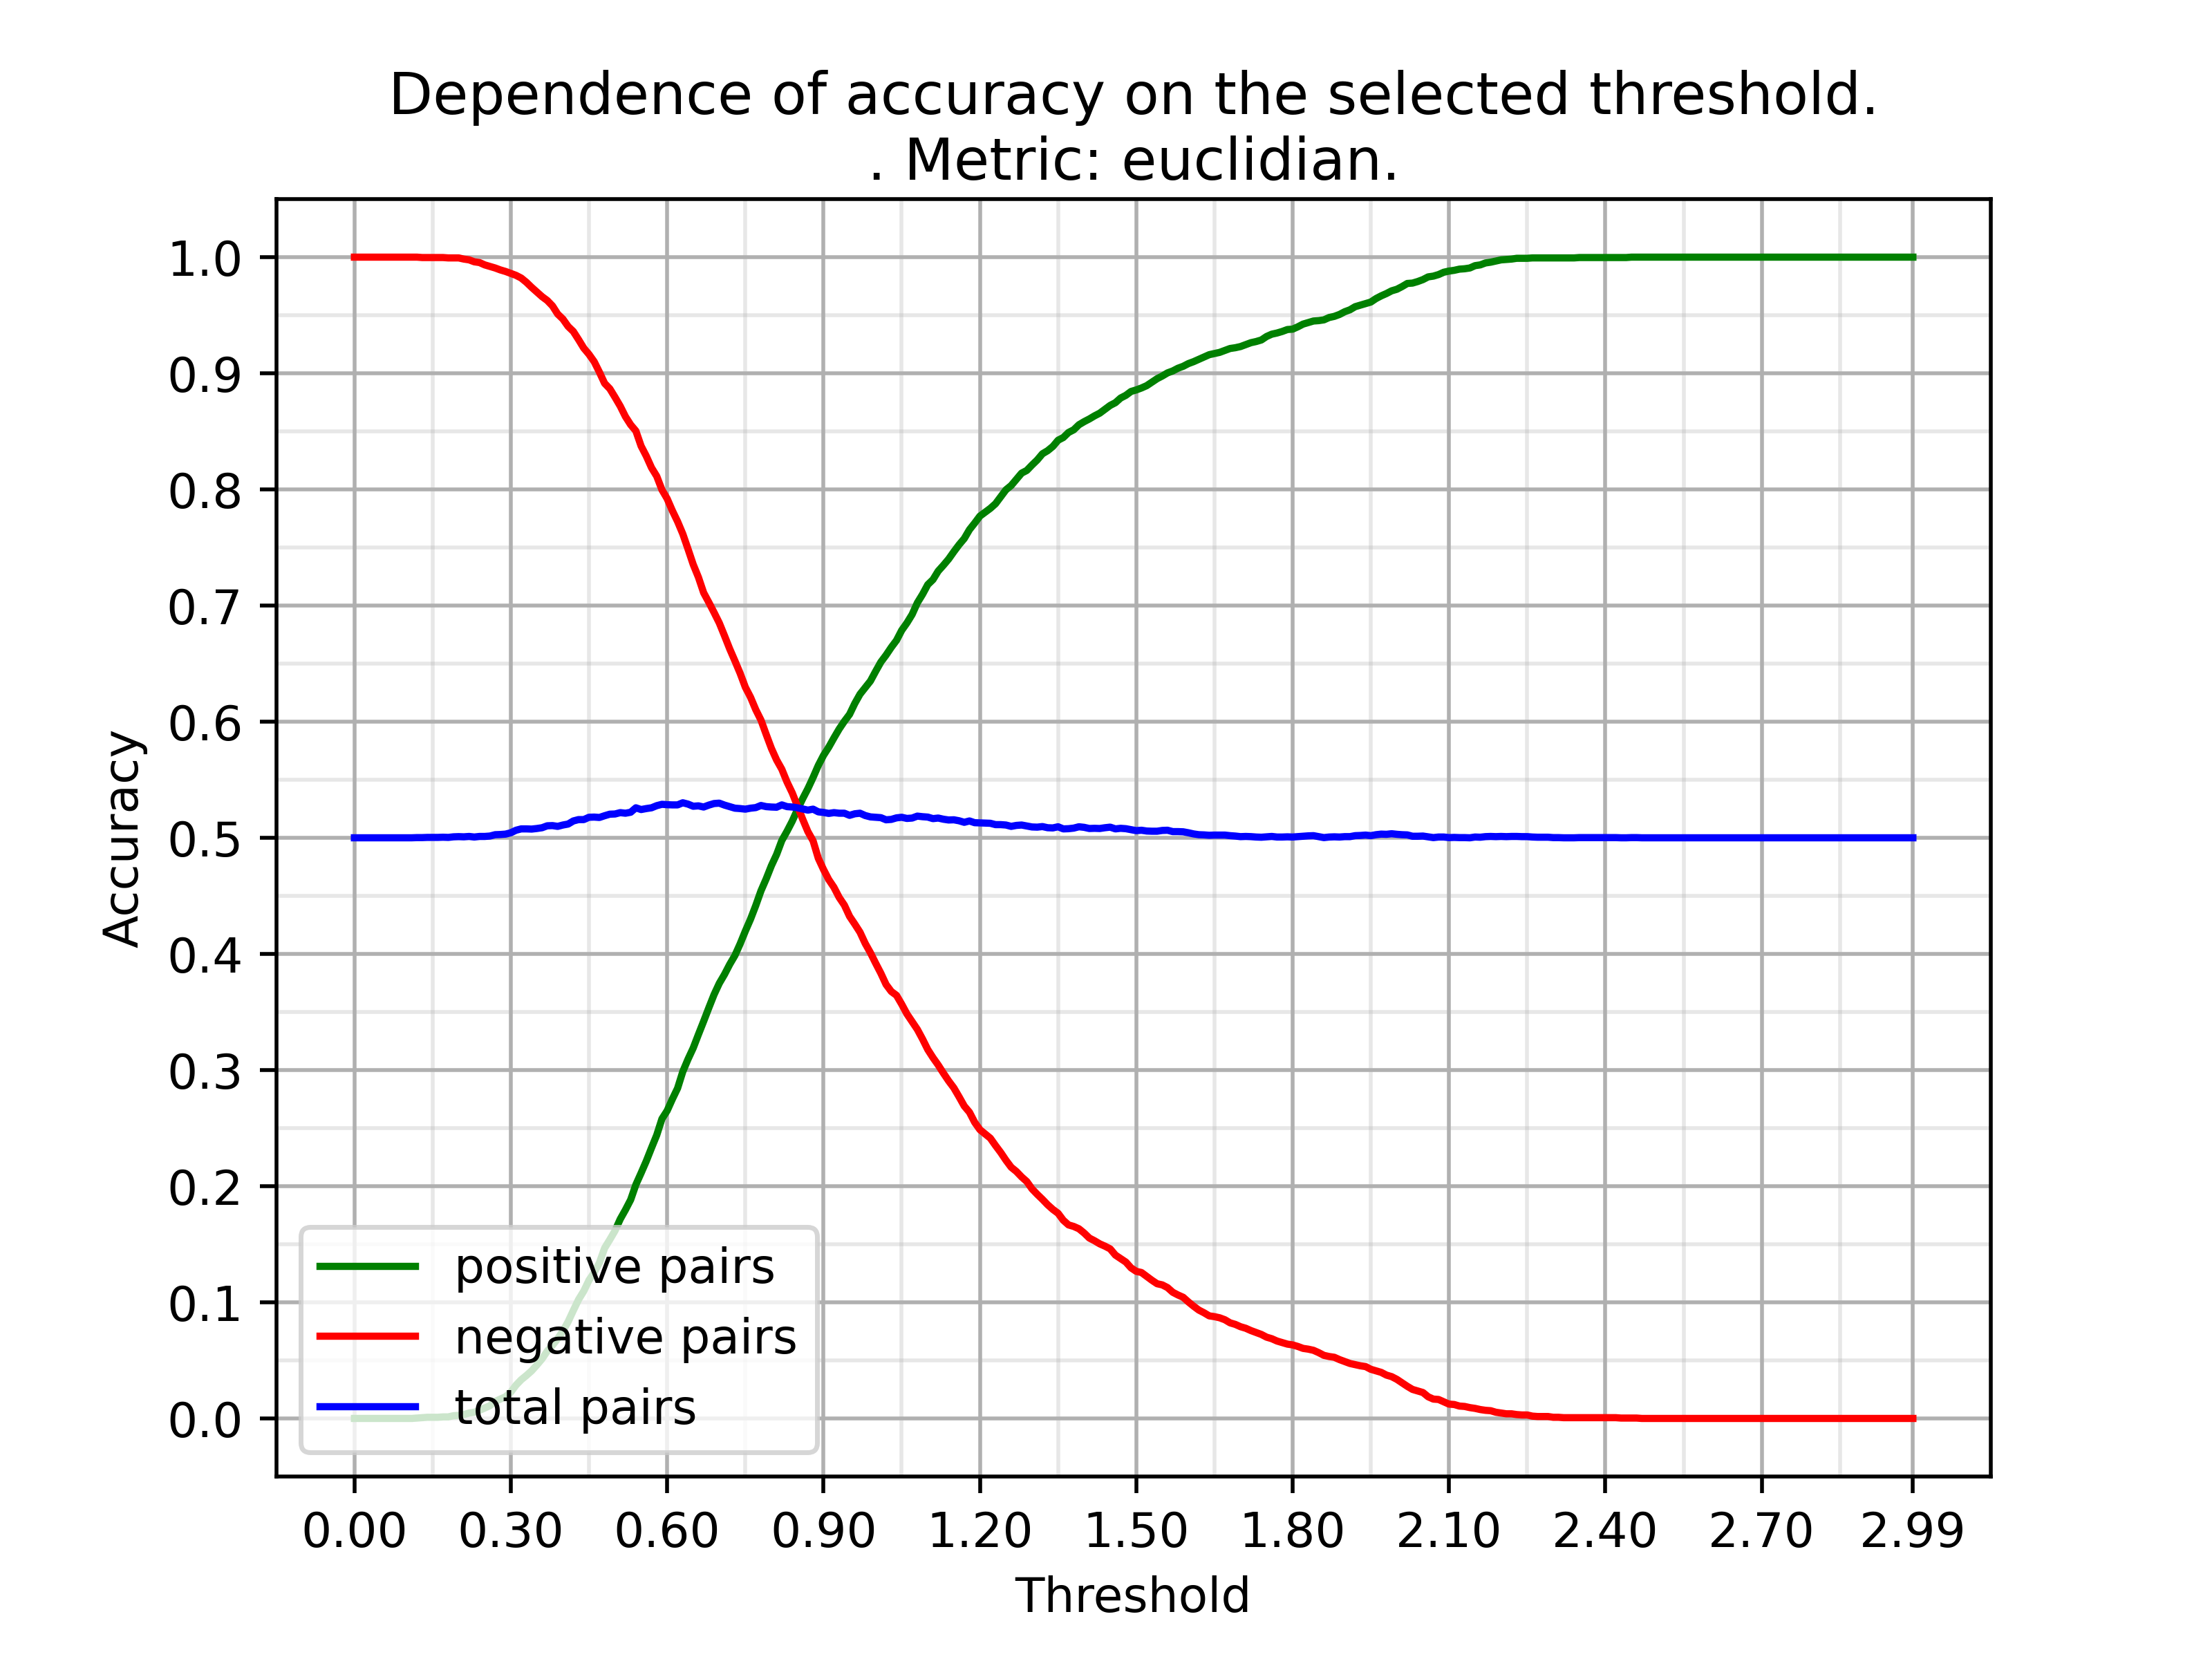 Dependence of accuracy on the selected threshold.
. Metric: euclidian.
1.0
0.9
0.8
0.7
0.6
0.5
0.4
0.3
0.2
0.1
0.0
Accuracy
positive pairs
negative pairs
total pairs
0.00 0.30 0.60 0.90 1.20 1.50 1.80 2.10 2.40 2.70 2.99
Threshold